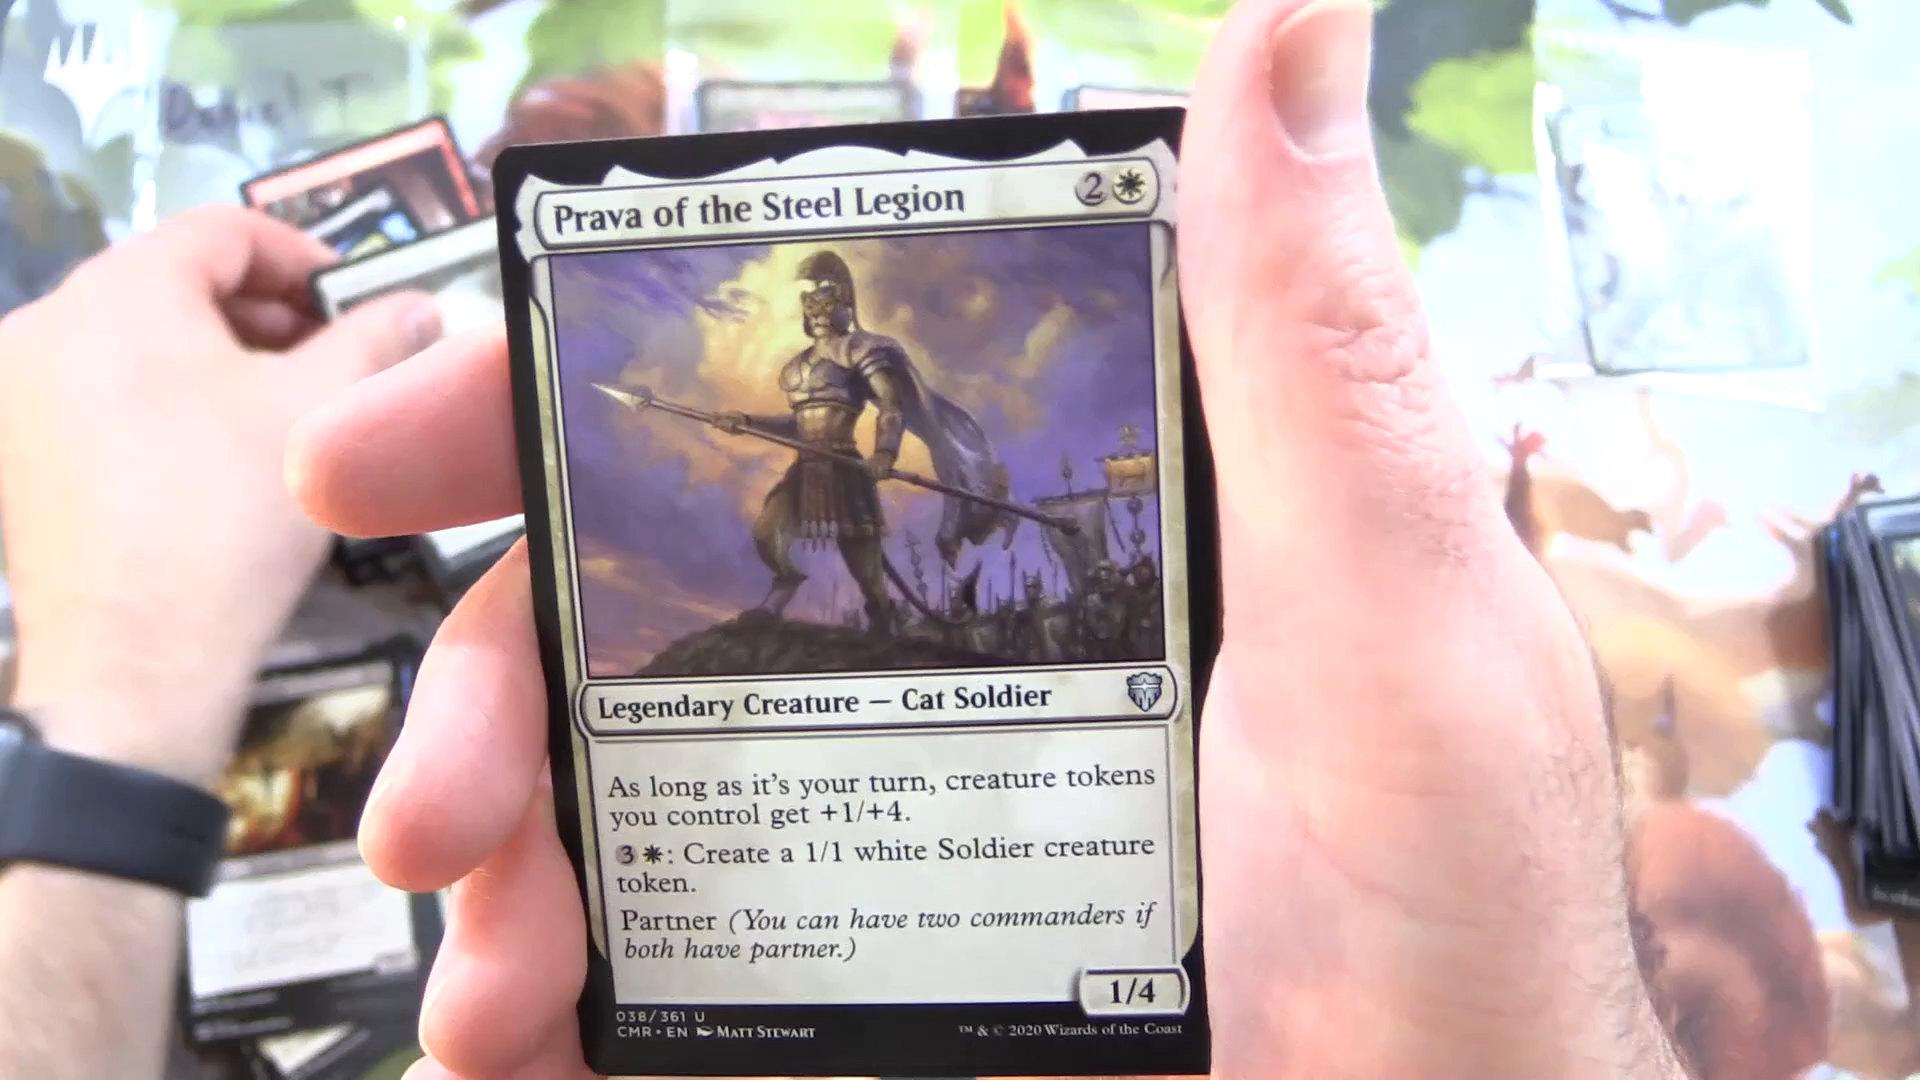 Daniel T
Prava of the Steel Legion 2
Legendary Creature — Cat Soldier
As long as it's your turn, creature tokens
you control get +1/+4.
3: Create a 1/1 white Soldier creature
token.
Partner (You can have two commanders if
both have partner.)
1/4
038/361 U
CMR • EN MATT STEWART
™ & © 2020 Wizards of the Coast